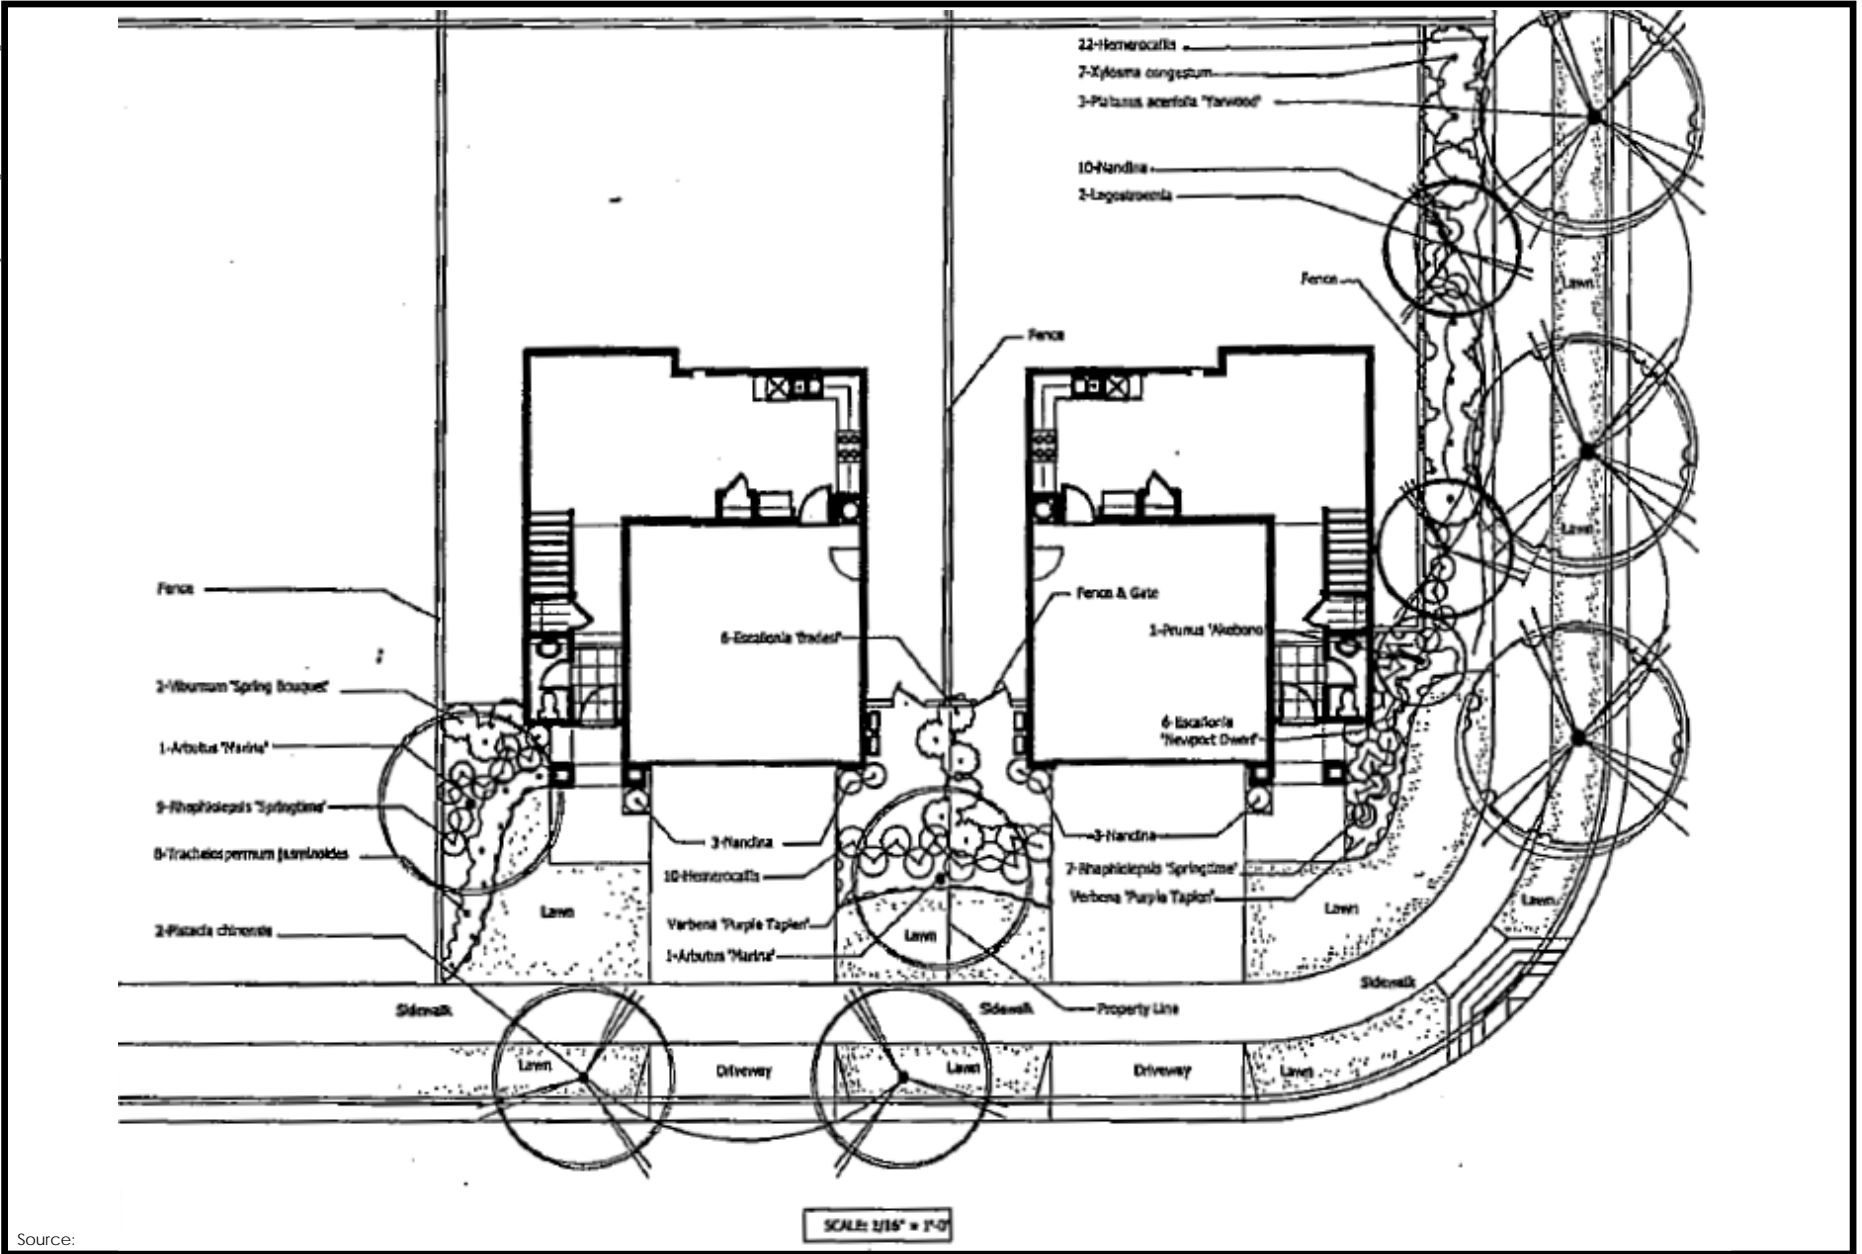 22-Hemerocallis
7-Xylosma congestum
3-Platanus acerifolia 'Yarwood'
10-Nandina
2-Lagostroemia
Fence
Fence
Fence
Fence & Gate
6-Escallonia 'fradesi'
1-Prunus 'Akebono'
2-Viburnum 'Spring Bouquet'
6-Escallonia
'Newport Dwarf'
1-Arbutus 'Marina'
9-Rhaphiolepsis 'Springtime'
3-Nandina
3-Nandina
8-Trachelospermum jasminoides
10-Hemerocallis
7-Rhaphiolepsis 'Springtime'
Verbena 'Purple Tapien'
Verbena 'Purple Tapien'
2-Pistacia chinensis
1-Arbutus 'Marina'
Lawn
Lawn
Lawn
Lawn
Lawn
Lawn
Sidewalk
Sidewalk
Sidewalk
Property Line
Lawn
Driveway
Lawn
Driveway
Lawn
SCALE: 3/16" = 1'-0"
Source: